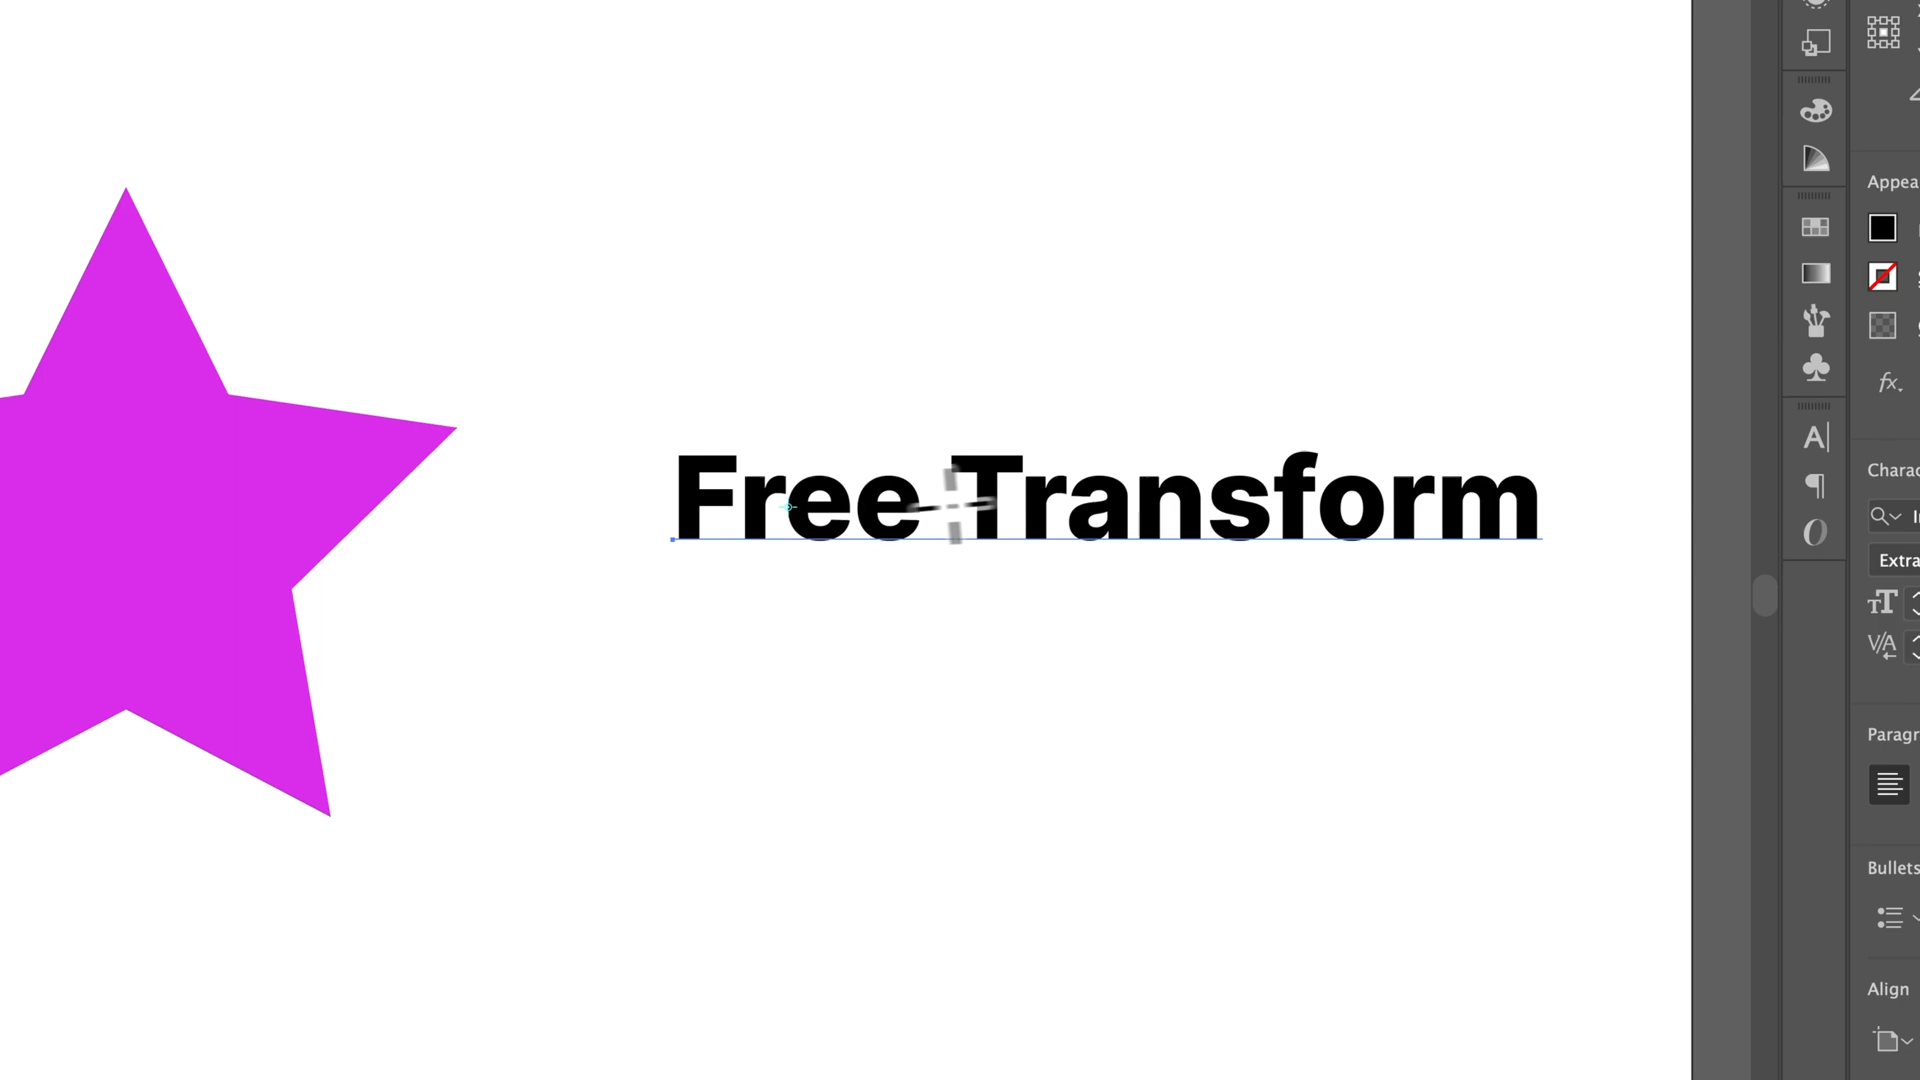 Appea
Free Transform
Charac
Extra
Paragr
Bullets
Align